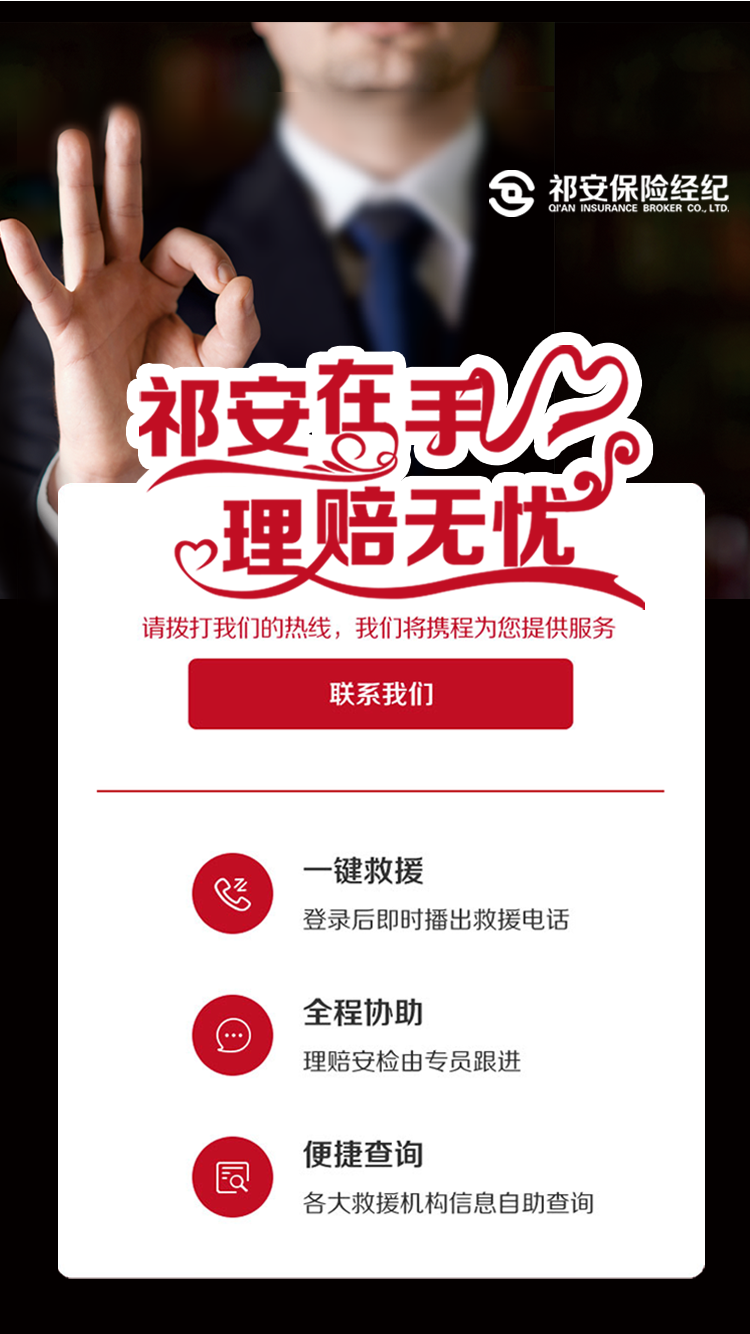 祁安保险经纪
QI'AN INSURANCE BROKER CO., LTD.
祁安在手
理赔无忧
请拨打我们的热线，我们将携程为您提供服务
联系我们
一键救援
登录后即时播出救援电话
全程协助
理赔安检由专员跟进
便捷查询
各大救援机构信息自助查询